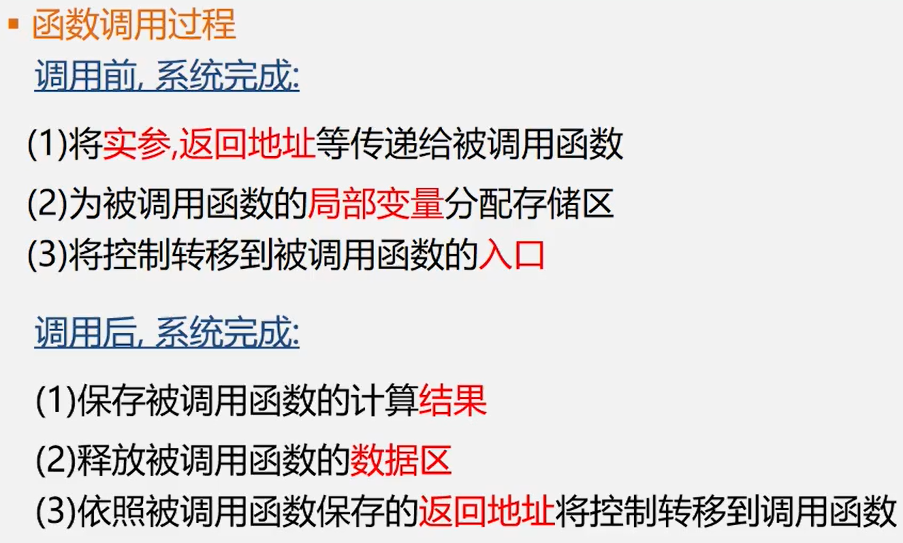 ▪ 函数调用过程
调用前, 系统完成:
(1)将实参,返回地址等传递给被调用函数
(2)为被调用函数的局部变量分配存储区
(3)将控制转移到被调用函数的入口
调用后, 系统完成:
(1)保存被调用函数的计算结果
(2)释放被调用函数的数据区
(3)依照被调用函数保存的返回地址将控制转移到调用函数